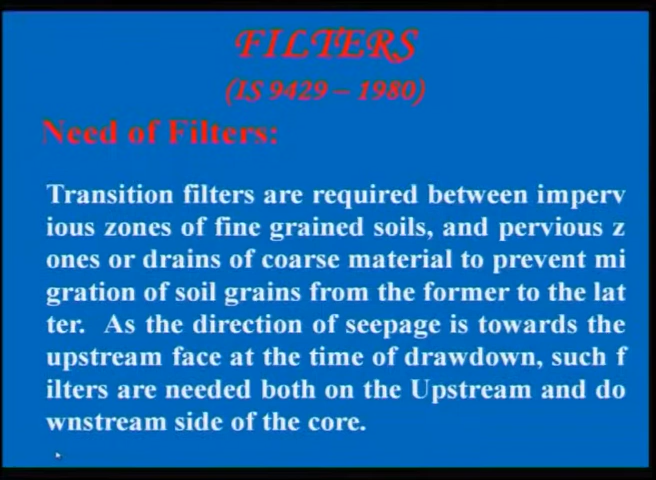 FILTERS
(IS 9429 – 1980)
Need of Filters:
Transition filters are required between imperv
ious zones of fine grained soils, and pervious z
ones or drains of coarse material to prevent mi
gration of soil grains from the former to the lat
ter. As the direction of seepage is towards the
upstream face at the time of drawdown, such f
ilters are needed both on the Upstream and do
wnstream side of the core.